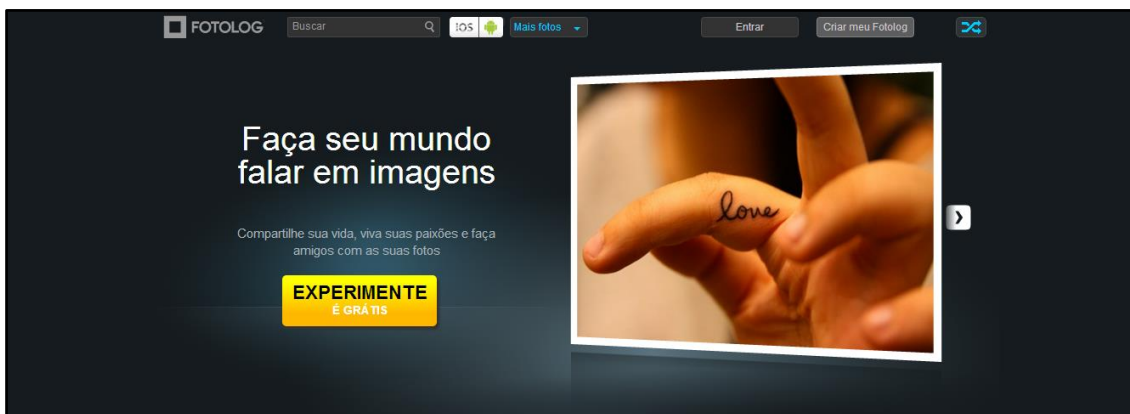 FOTOLOG
Buscar
iOS
Mais fotos
Entrar
Criar meu Fotolog
Faça seu mundo
falar em imagens
Compartilhe sua vida, viva suas paixões e faça
amigos com as suas fotos
EXPERIMENTE
É GRÁTIS
love